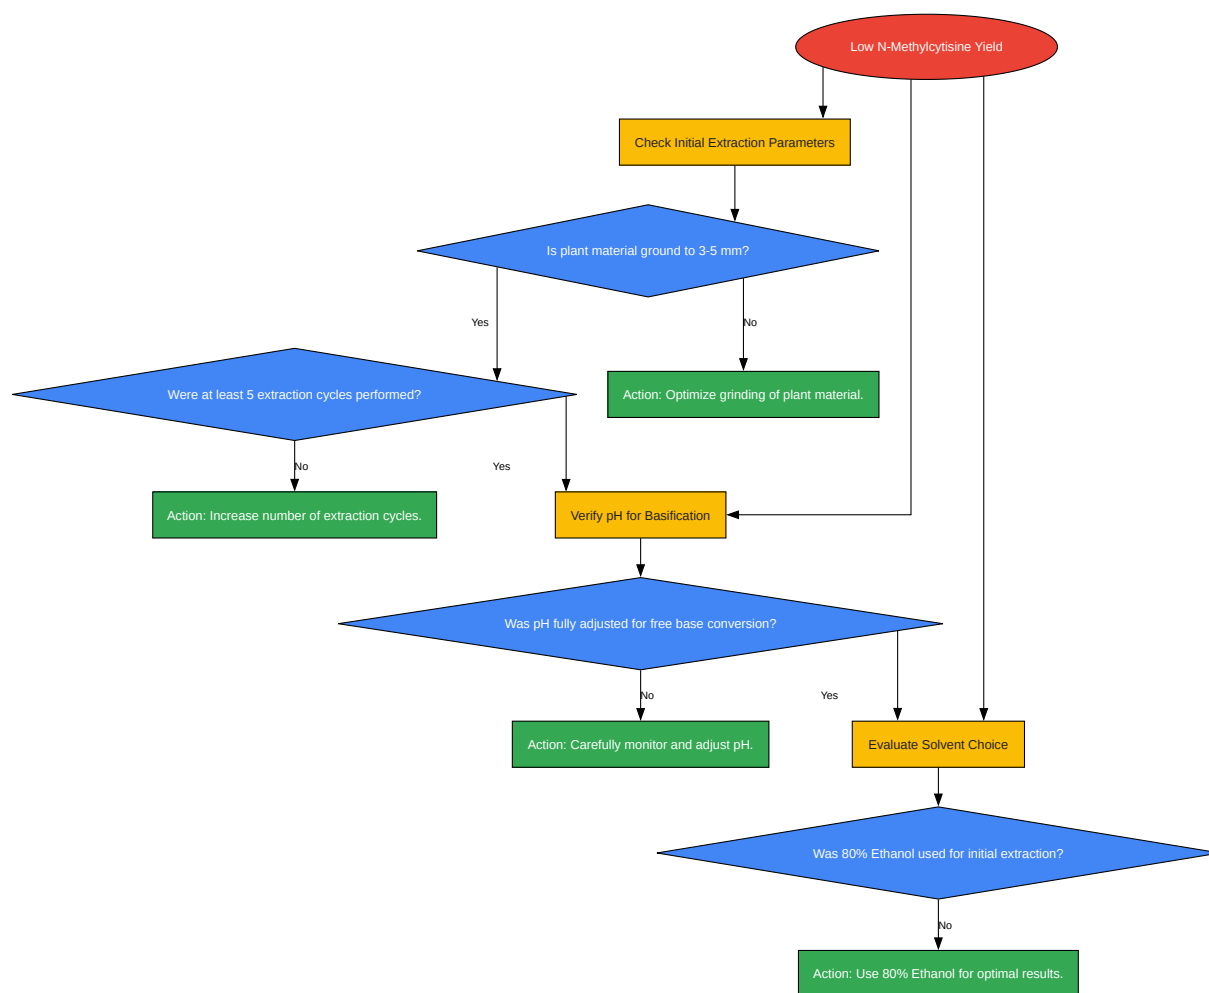 Low N-Methylcytisine Yield
Check Initial Extraction Parameters
Is plant material ground to 3-5 mm?
Yes
No
Were at least 5 extraction cycles performed?
Action: Optimize grinding of plant material.
No
Yes
Action: Increase number of extraction cycles.
Verify pH for Basification
Was pH fully adjusted for free base conversion?
No
Yes
Action: Carefully monitor and adjust pH.
Evaluate Solvent Choice
Was 80% Ethanol used for initial extraction?
No
Action: Use 80% Ethanol for optimal results.